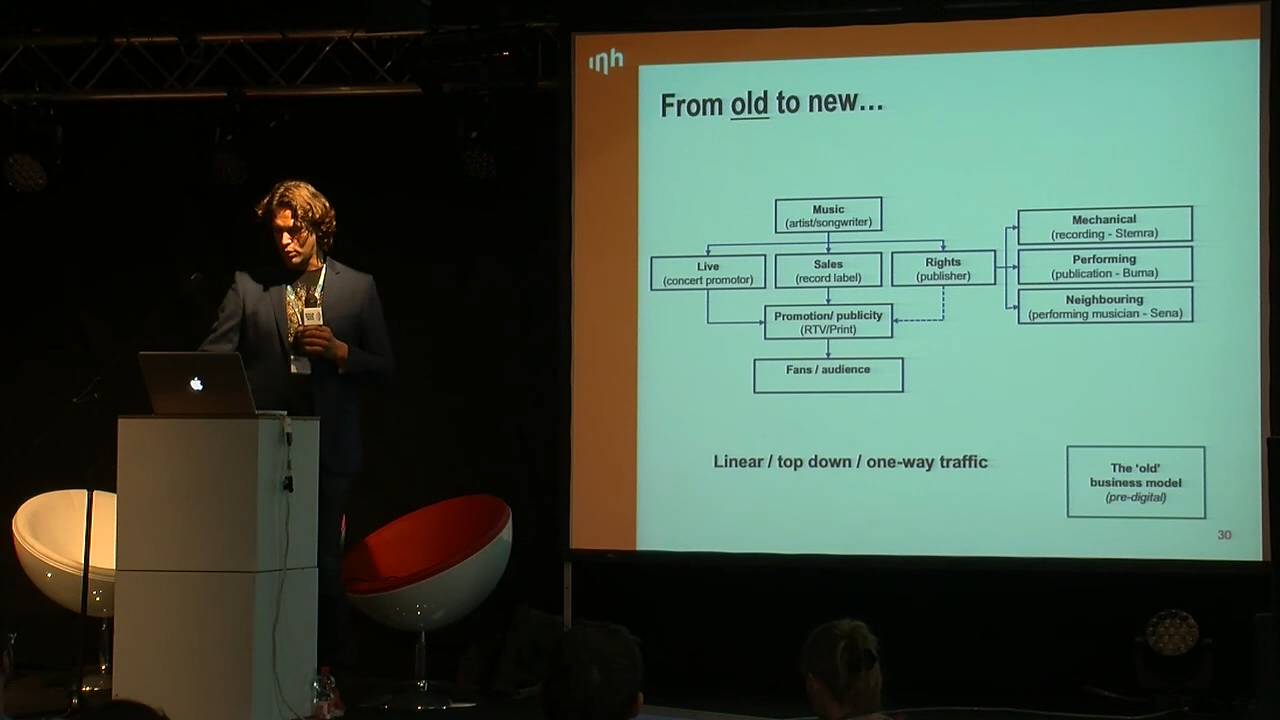 ınh
From old to new...
Music
(artist/songwriter)
Live
(concert promotor)
Sales
(record label)
Rights
(publisher)
Mechanical
(recording - Stemra)
Performing
(publication - Buma)
Neighbouring
(performing musician - Sena)
Promotion/ publicity
(RTV/Print)
Fans / audience
Linear / top down / one-way traffic
The ‘old’
business model
(pre-digital)
30